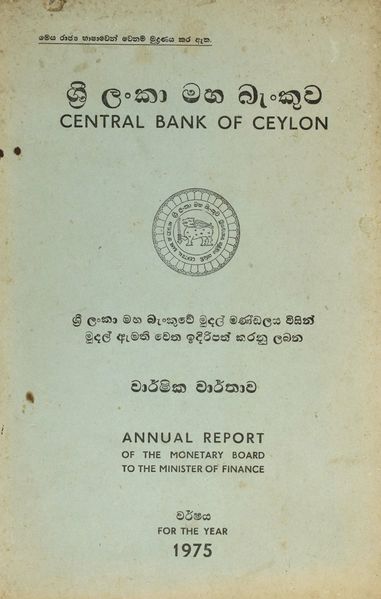 මෙය රාජ්‍ය භාෂාවෙන් වෙනම මුද්‍රණය කර ඇත.
ශ්‍රී ලංකා මහ බැංකුව
CENTRAL BANK OF CEYLON
ශ්‍රී ලංකා මහ බැංකුවේ මුදල් මණ්ඩලය විසින්
මුදල් ඇමති වෙත ඉදිරිපත් කරනු ලබන
වාර්ෂික වාර්තාව
ANNUAL REPORT
OF THE MONETARY BOARD
TO THE MINISTER OF FINANCE
වර්ෂය
FOR THE YEAR
1975